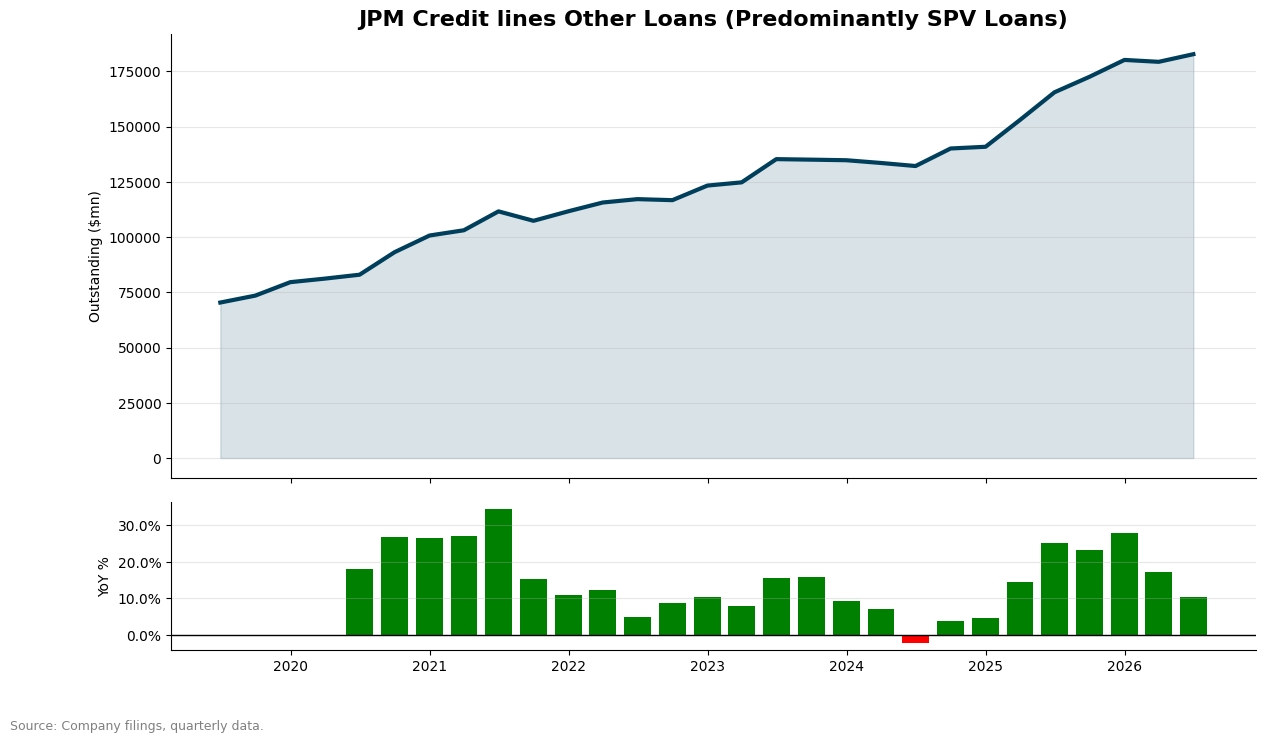 JPM Credit lines Other Loans (Predominantly SPV Loans)
Outstanding ($mn)
175000
150000
125000
100000
75000
50000
25000
0
YoY %
30.0%
20.0%
10.0%
0.0%
2020 2021 2022 2023 2024 2025 2026
Source: Company filings, quarterly data.